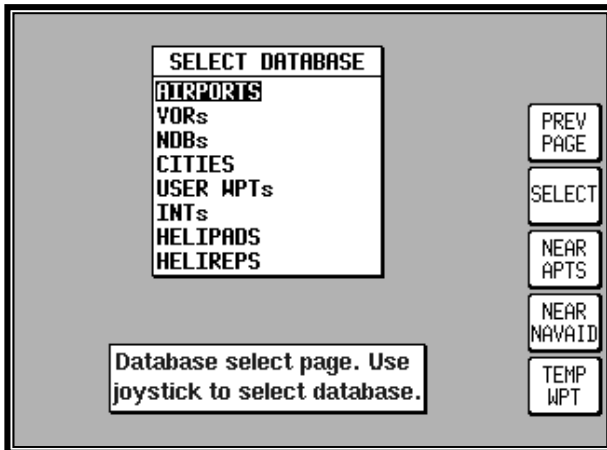 SELECT DATABASE
AIRPORTS
VORs
NDBs
CITIES
USER WPTs
INTs
HELIPADS
HELIREPS
Database select page. Use
joystick to select database.
PREV
PAGE
SELECT
NEAR
APTS
NEAR
NAVAID
TEMP
WPT